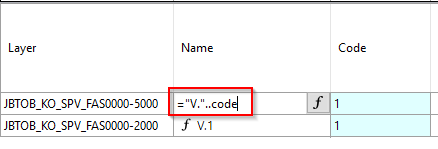 Layer Name Code
JBTOB_KO_SPV_FAS0000-5000 ="V."..code f 1
JBTOB_KO_SPV_FAS0000-2000 f V.1 1